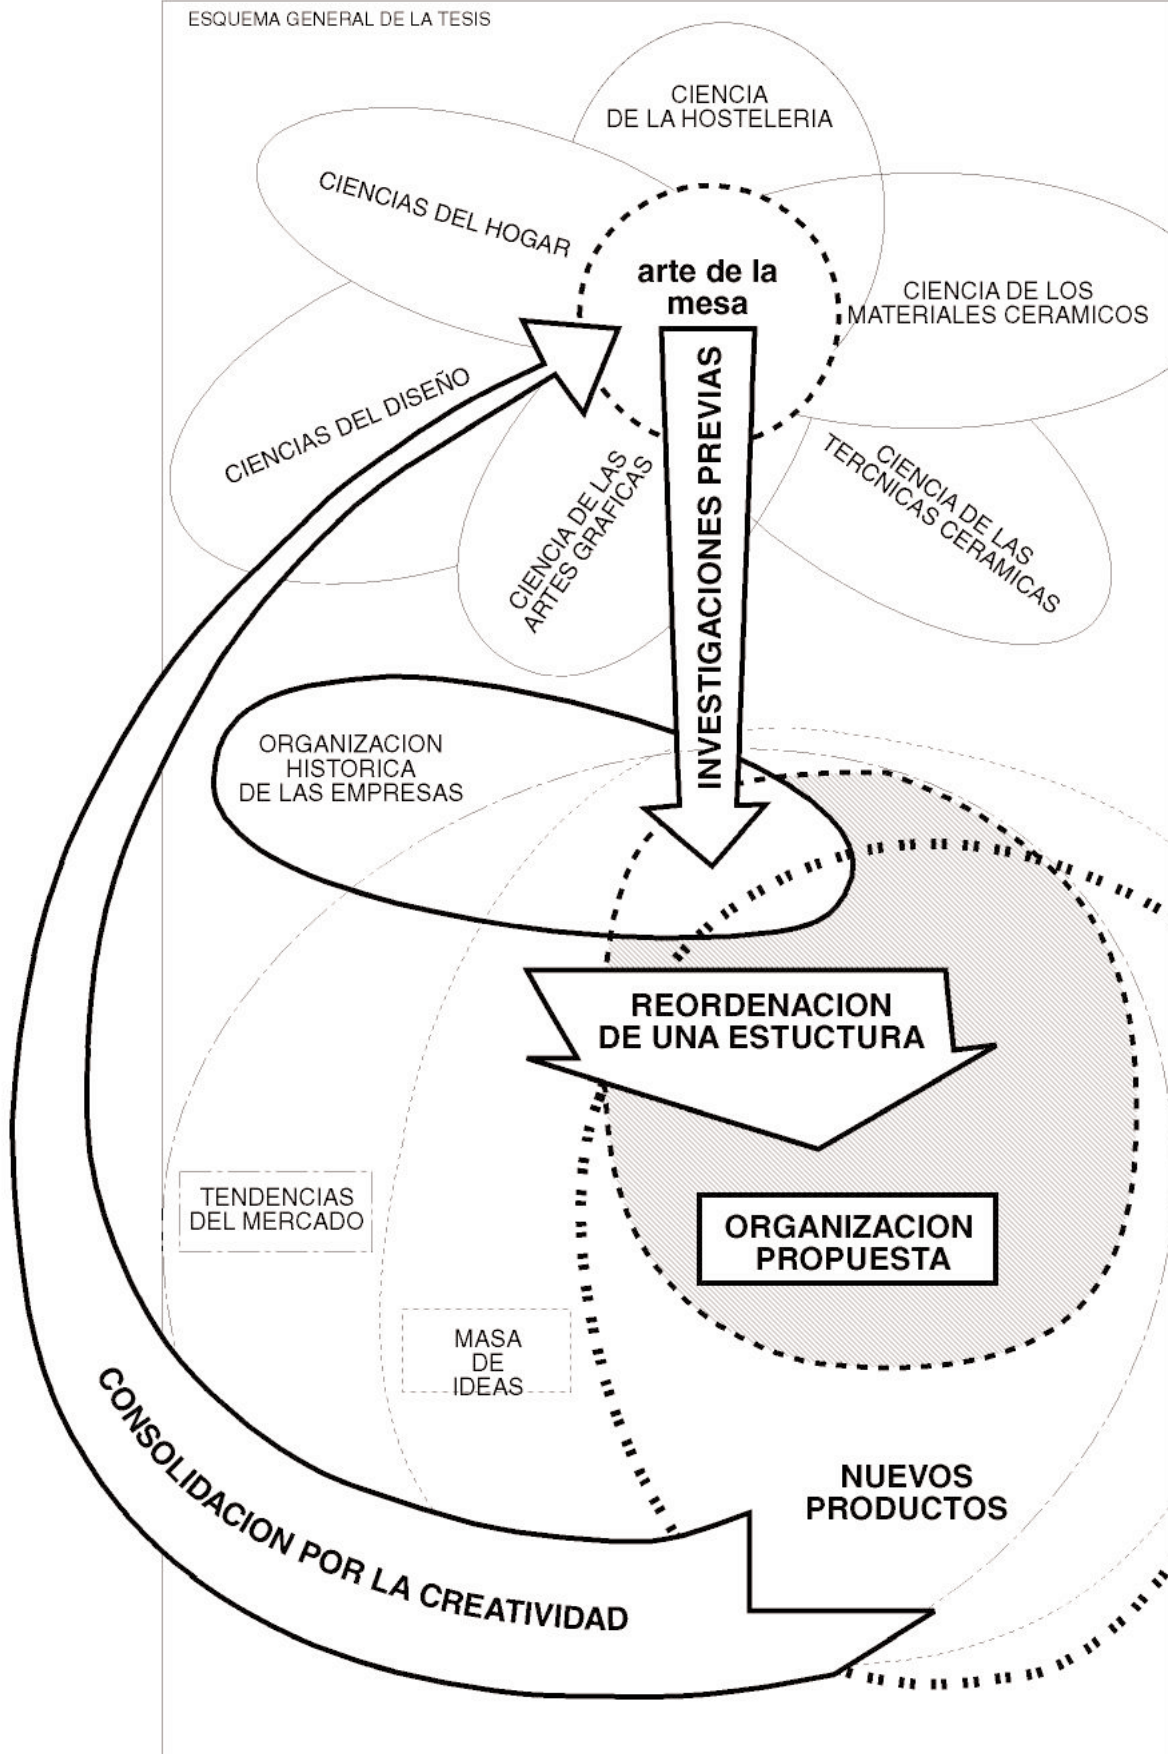 ESQUEMA GENERAL DE LA TESIS
CIENCIA
DE LA HOSTELERIA
CIENCIAS DEL HOGAR
arte de la
mesa
CIENCIA DE LOS
MATERIALES CERAMICOS
CIENCIAS DEL DISEÑO
CIENCIA DE LAS
ARTES GRAFICAS
INVESTIGACIONES PREVIAS
CIENCIA DE LAS
TERCNICAS CERAMICAS
ORGANIZACION
HISTORICA
DE LAS EMPRESAS
REORDENACION
DE UNA ESTUCTURA
TENDENCIAS
DEL MERCADO
ORGANIZACION
PROPUESTA
MASA
DE
IDEAS
NUEVOS
PRODUCTOS
CONSOLIDACION POR LA CREATIVIDAD